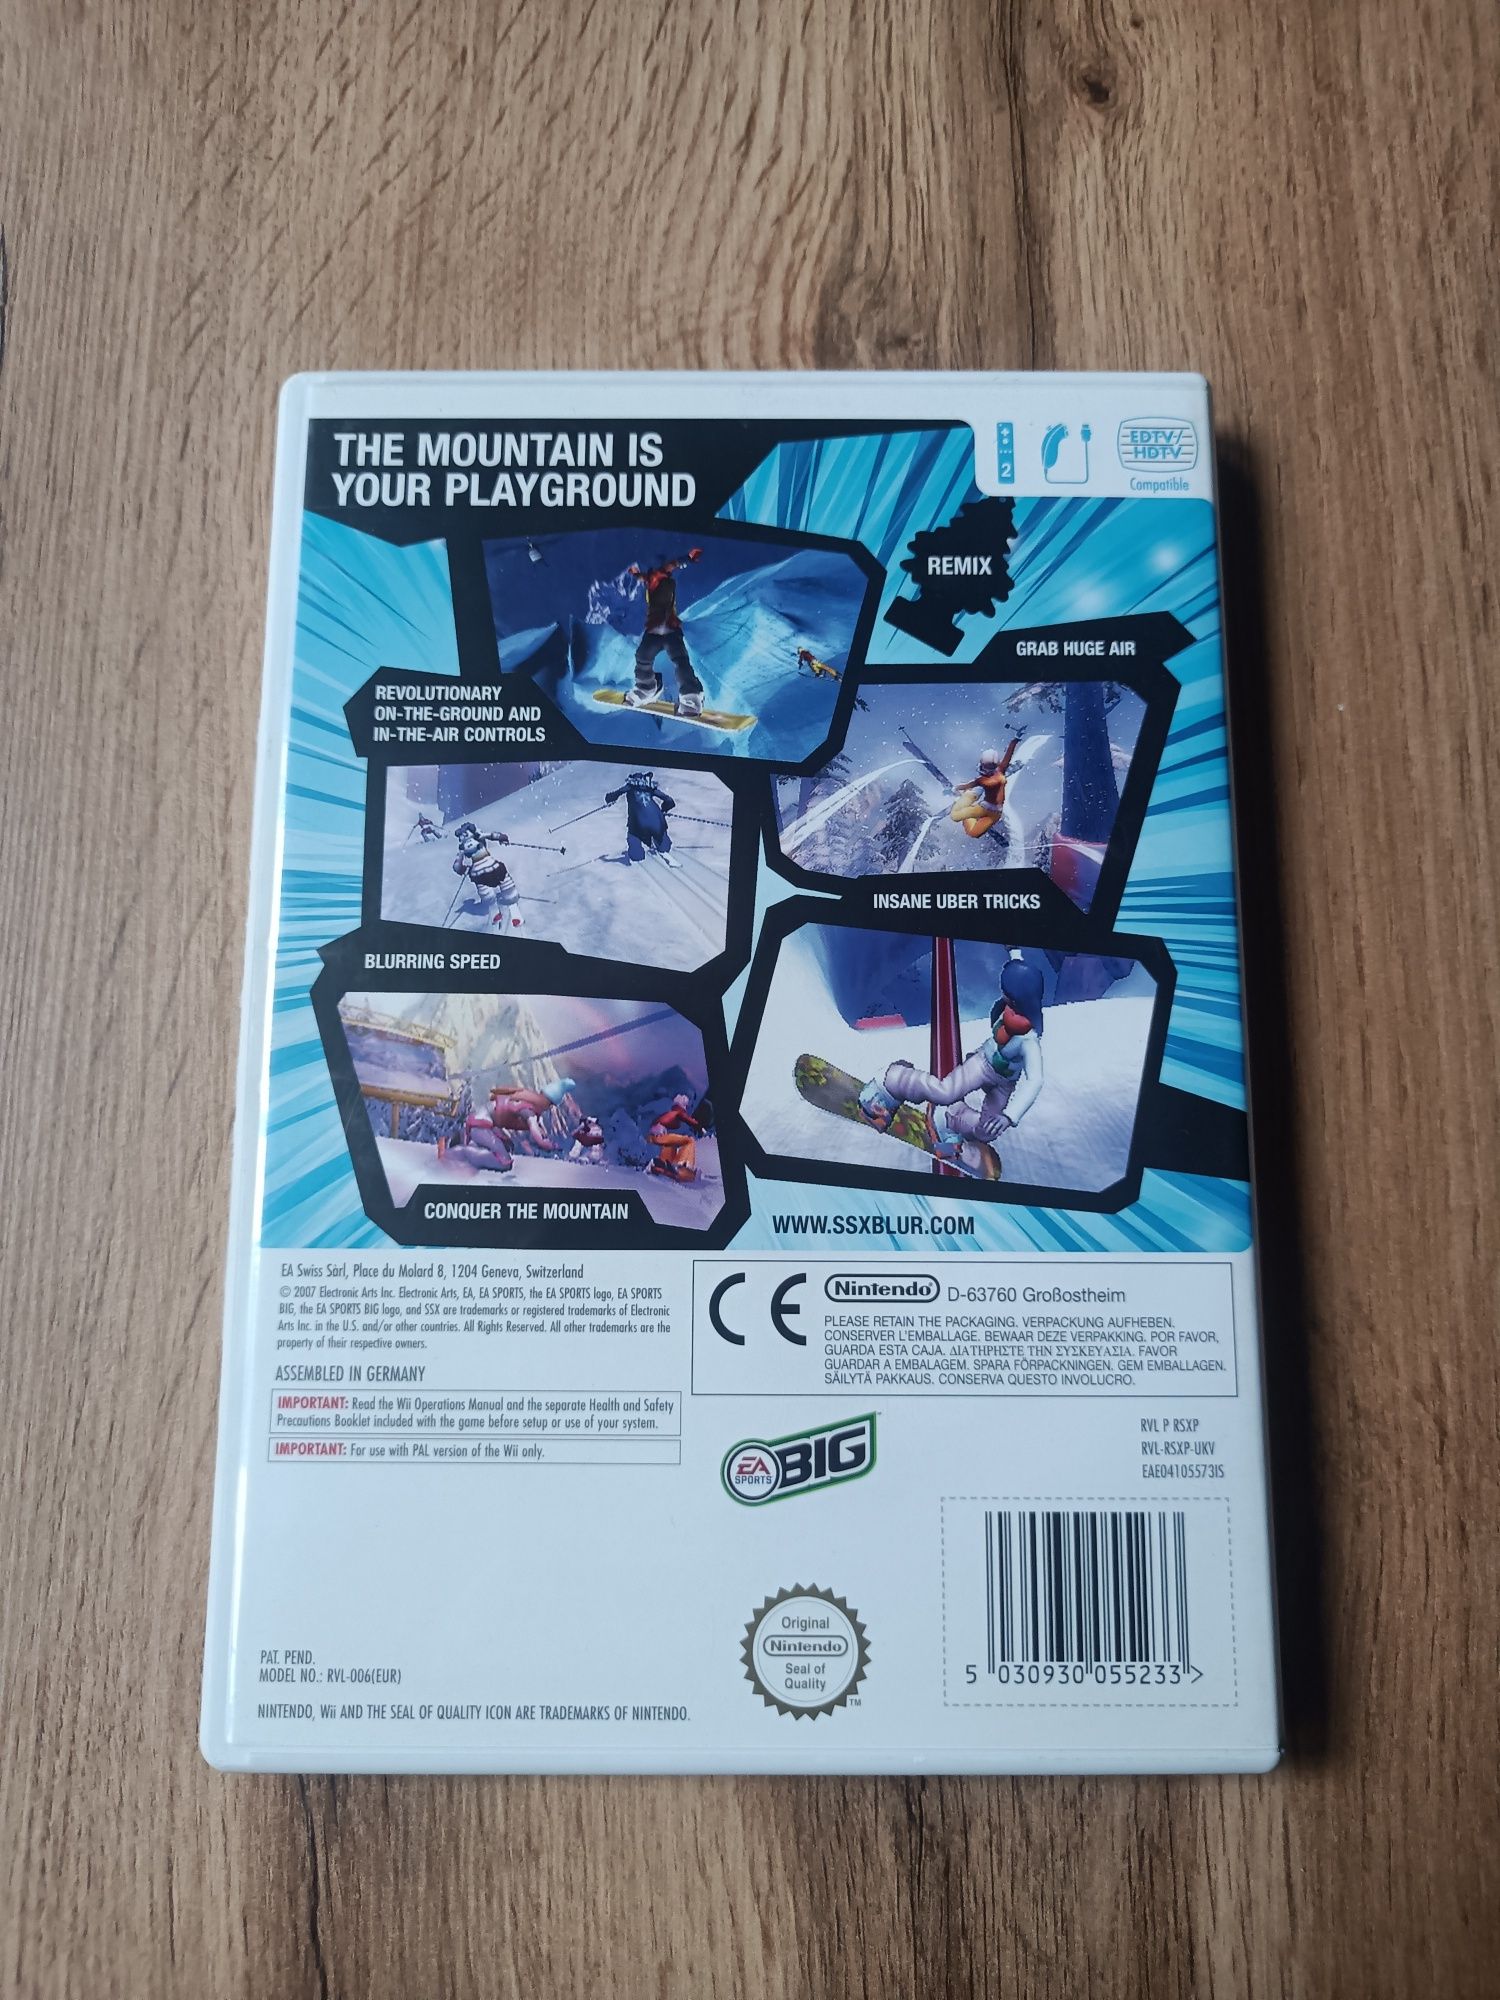 THE MOUNTAIN IS
YOUR PLAYGROUND
2
EDTV/
HDTV
Compatible
REMIX
GRAB HUGE AIR
REVOLUTIONARY
ON-THE-GROUND AND
IN-THE-AIR CONTROLS
INSANE UBER TRICKS
BLURRING SPEED
CONQUER THE MOUNTAIN
WWW.SSXBLUR.COM
EA Swiss Sàrl, Place du Molard 8, 1204 Geneva, Switzerland
© 2007 Electronic Arts Inc. Electronic Arts, EA, EA SPORTS, the EA SPORTS logo, EA SPORTS
BIG, the EA SPORTS BIG logo, and SSX are trademarks or registered trademarks of Electronic
Arts Inc. in the U.S. and/or other countries. All Rights Reserved. All other trademarks are the
property of their respective owners.
ASSEMBLED IN GERMANY
IMPORTANT: Read the Wii Operations Manual and the separate Health and Safety
Precautions Booklet included with the game before setup or use of your system.
IMPORTANT: For use with PAL version of the Wii only.
CE
Nintendo® D-63760 Großostheim
PLEASE RETAIN THE PACKAGING. VERPACKUNG AUFHEBEN.
CONSERVER L'EMBALLAGE. BEWAAR DEZE VERPAKKING. POR FAVOR,
GUARDA ESTA CAJA. ΔΙΑΤΗΡΗΣΤΕ ΤΗΝ ΣΥΣΚΕΥΑΣΙΑ. FAVOR
GUARDAR A EMBALAGEM. SPARA FÖRPACKNINGEN. GEM EMBALLAGEN.
SÄILYTÄ PAKKAUS. CONSERVA QUESTO INVOLUCRO.
EA
SPORTS
BIG™
RVL P RSXP
RVL-RSXP-UKV
EAE04105573IS
Original
Nintendo
Seal of
Quality
TM
5 030930 055233 >
PAT. PEND.
MODEL NO.: RVL-006(EUR)
NINTENDO, Wii AND THE SEAL OF QUALITY ICON ARE TRADEMARKS OF NINTENDO.